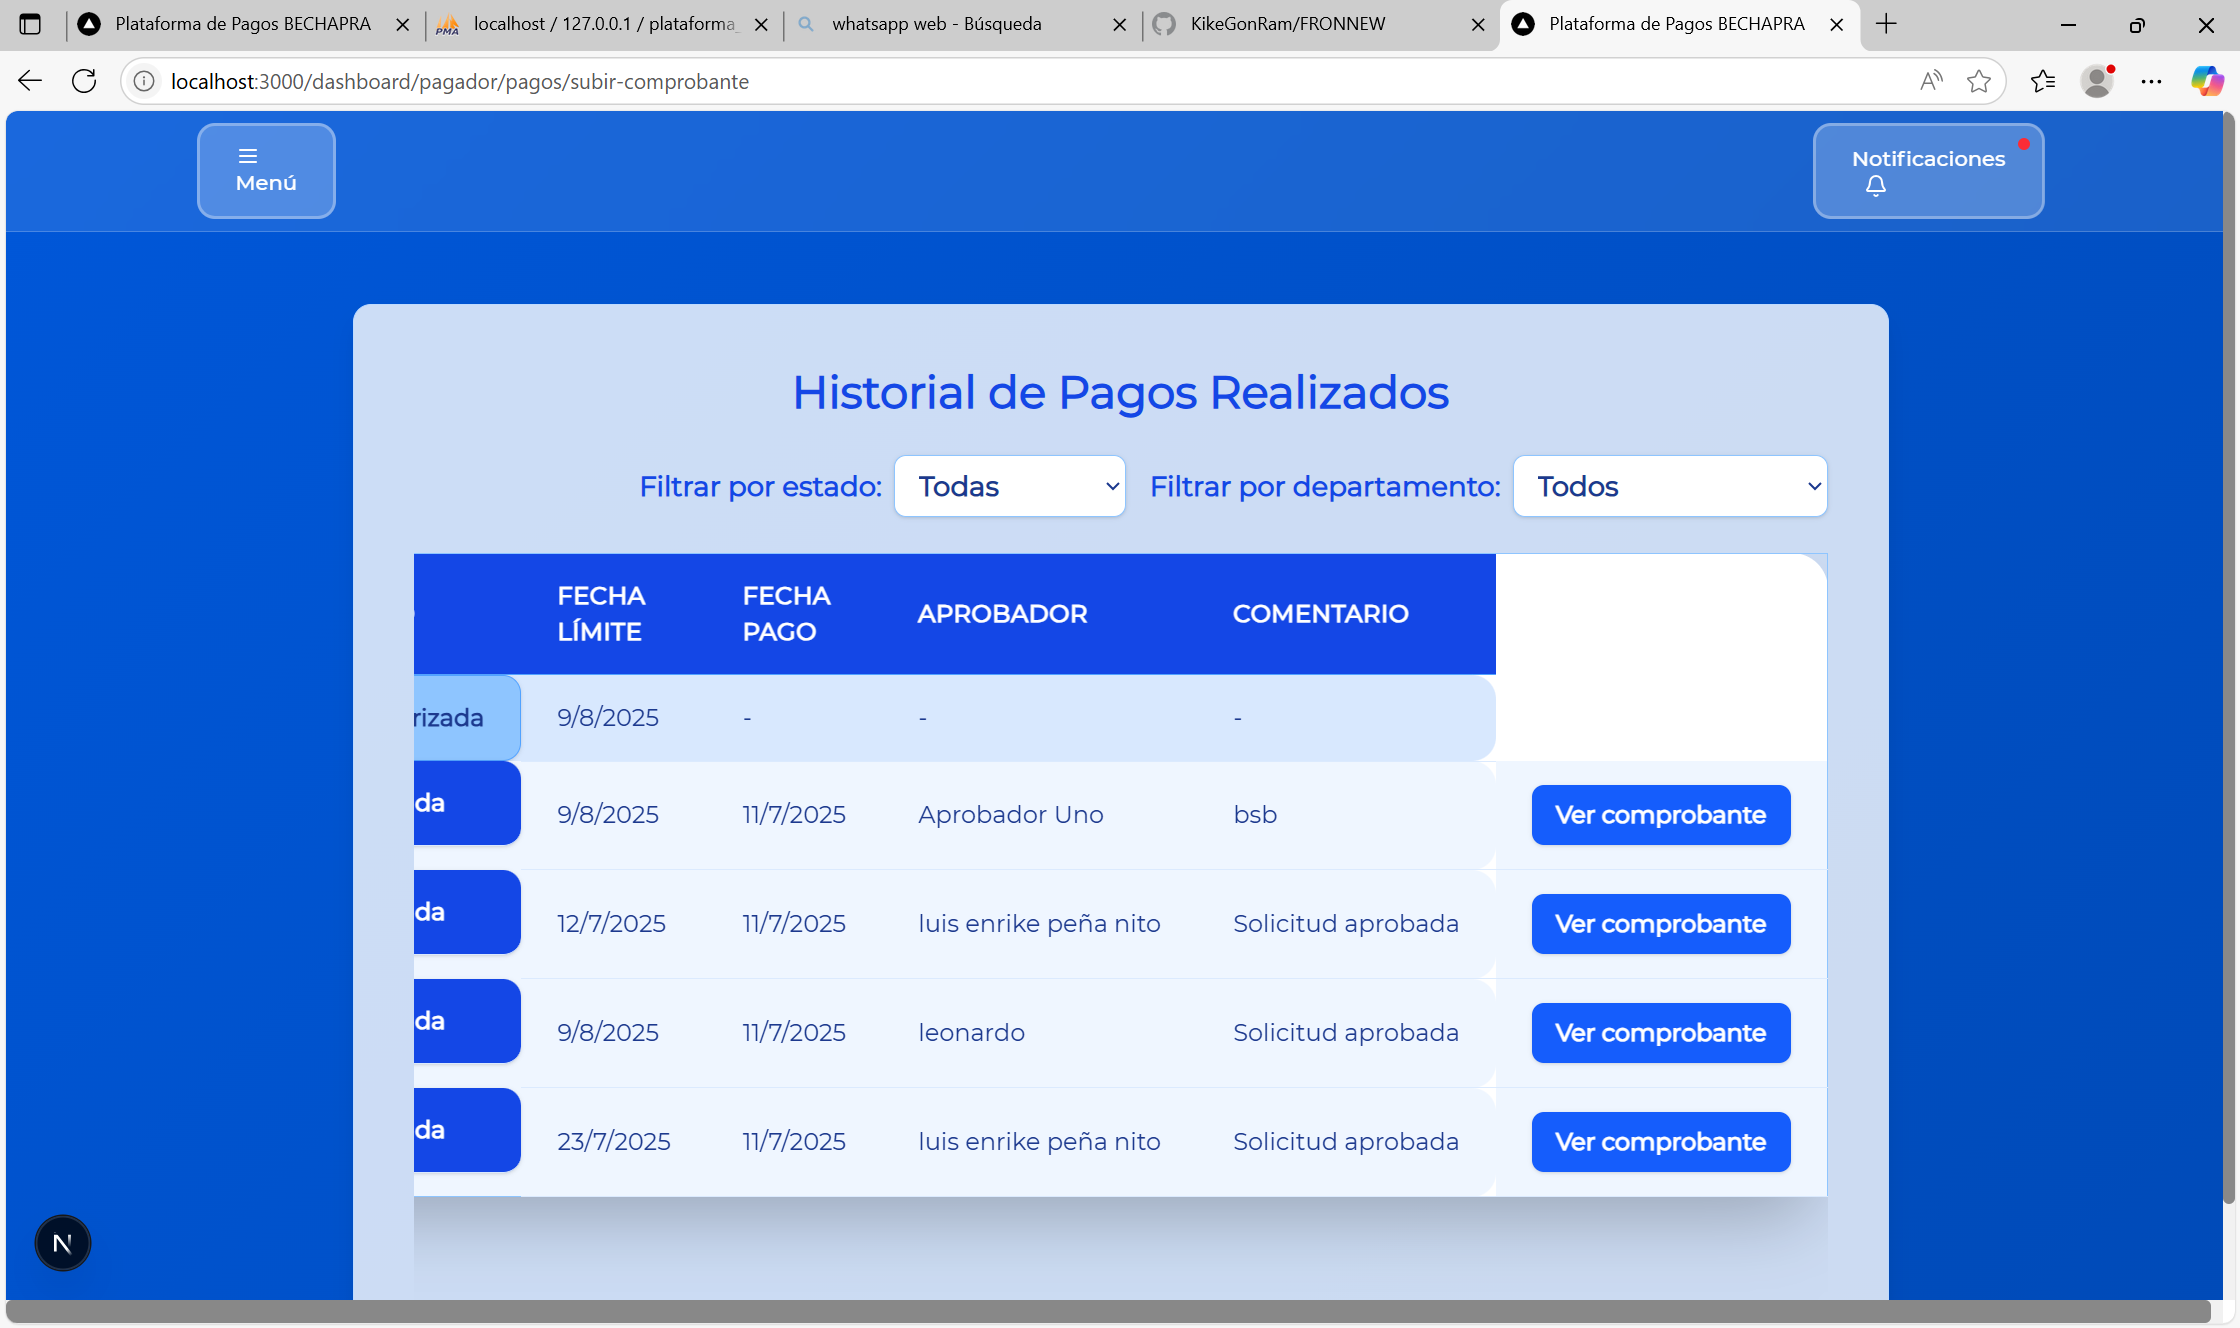 Plataforma de Pagos BECHAPRA
PMA
localhost / 127.0.0.1 / plataforma_
whatsapp web - Búsqueda
KikeGonRam/FRONNEW
Plataforma de Pagos BECHAPRA
localhost:3000/dashboard/pagador/pagos/subir-comprobante
Menú
Notificaciones
Historial de Pagos Realizados
Filtrar por estado: Todas Filtrar por departamento: Todos
FECHA LÍMITE FECHA PAGO APROBADOR COMENTARIO
rizada 9/8/2025 - - -
da 9/8/2025 11/7/2025 Aprobador Uno bsb Ver comprobante
da 12/7/2025 11/7/2025 luis enrike peña nito Solicitud aprobada Ver comprobante
da 9/8/2025 11/7/2025 leonardo Solicitud aprobada Ver comprobante
da 23/7/2025 11/7/2025 luis enrike peña nito Solicitud aprobada Ver comprobante
N